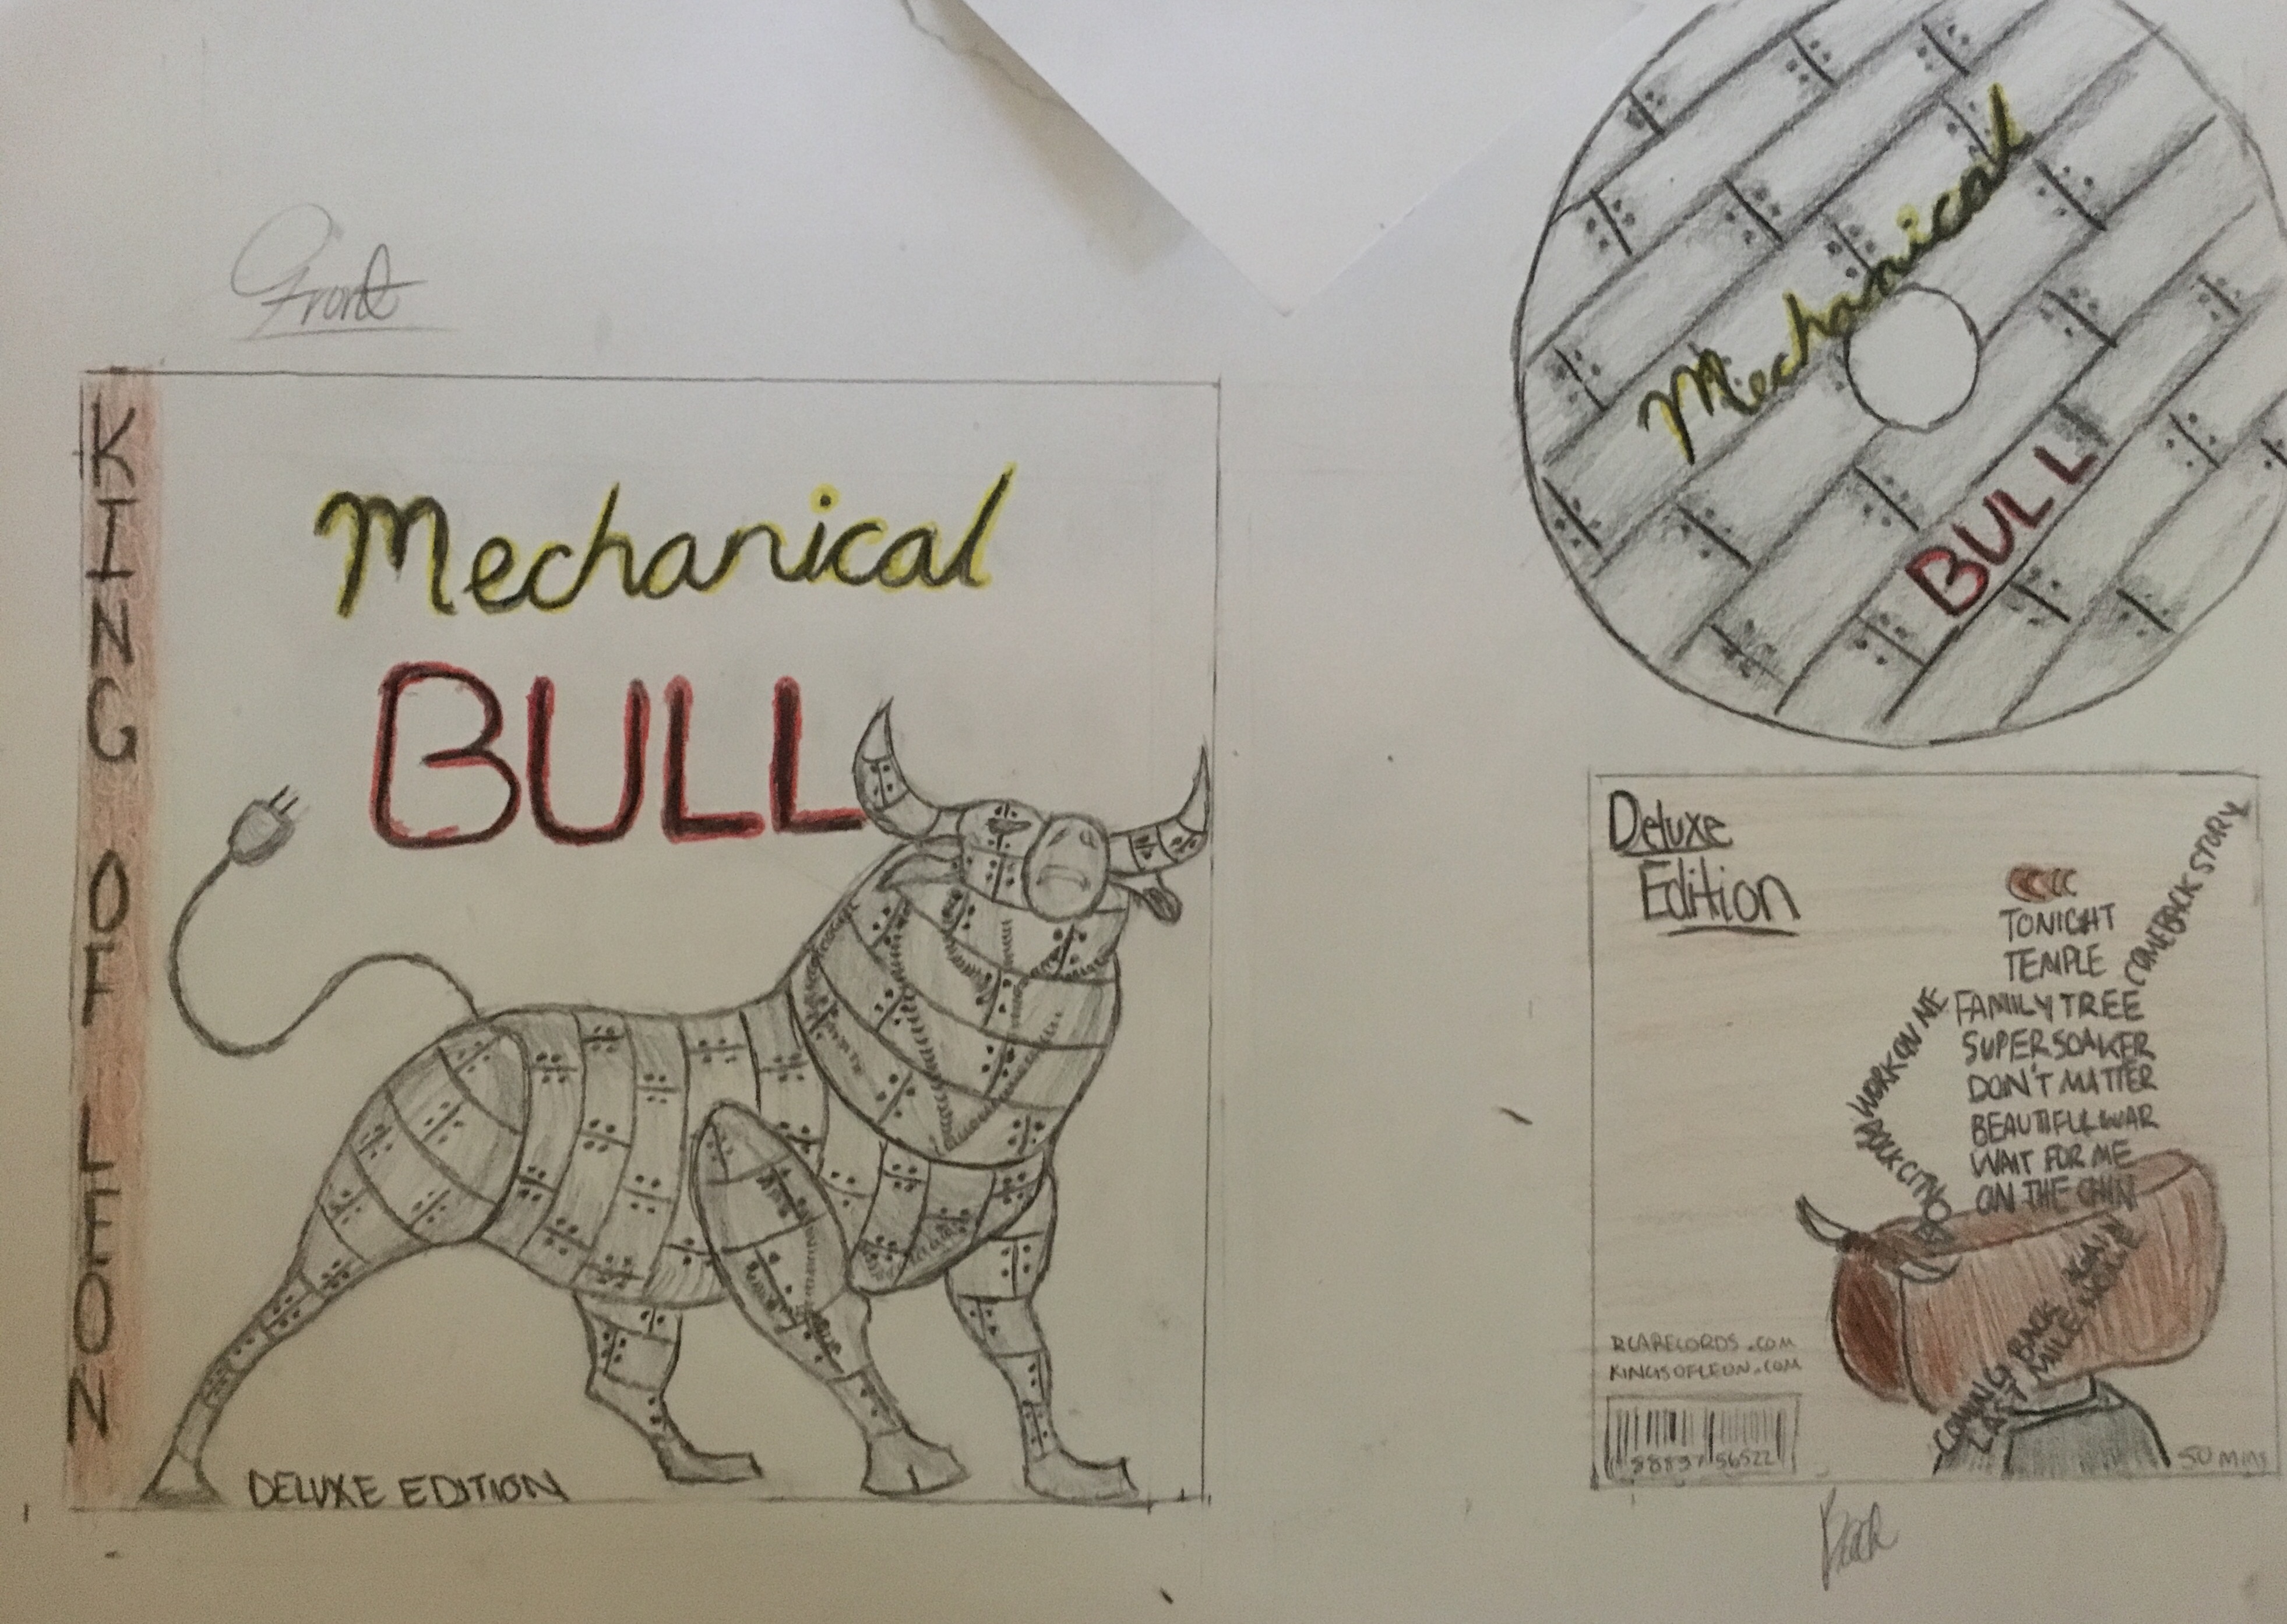 Front
KING OF LEON
Mechanical
BULL
DELUXE EDITION
Mechanical
BULL
Deluxe
Edition
CCC
TONIGHT
TEMPLE
FAMILY TREE
SUPERSOAKER
DON'T MATTER
BEAUTIFUL WAR
WAIT FOR ME
ON THE CHIN
COMEBACK STORY
WORK ON ME
ROCK CITY
COMING BACK AGAIN
LAST MILE HOME
RCARECORDS.COM
KINGSOFLEON.COM
88837 56522
50 mins
Back